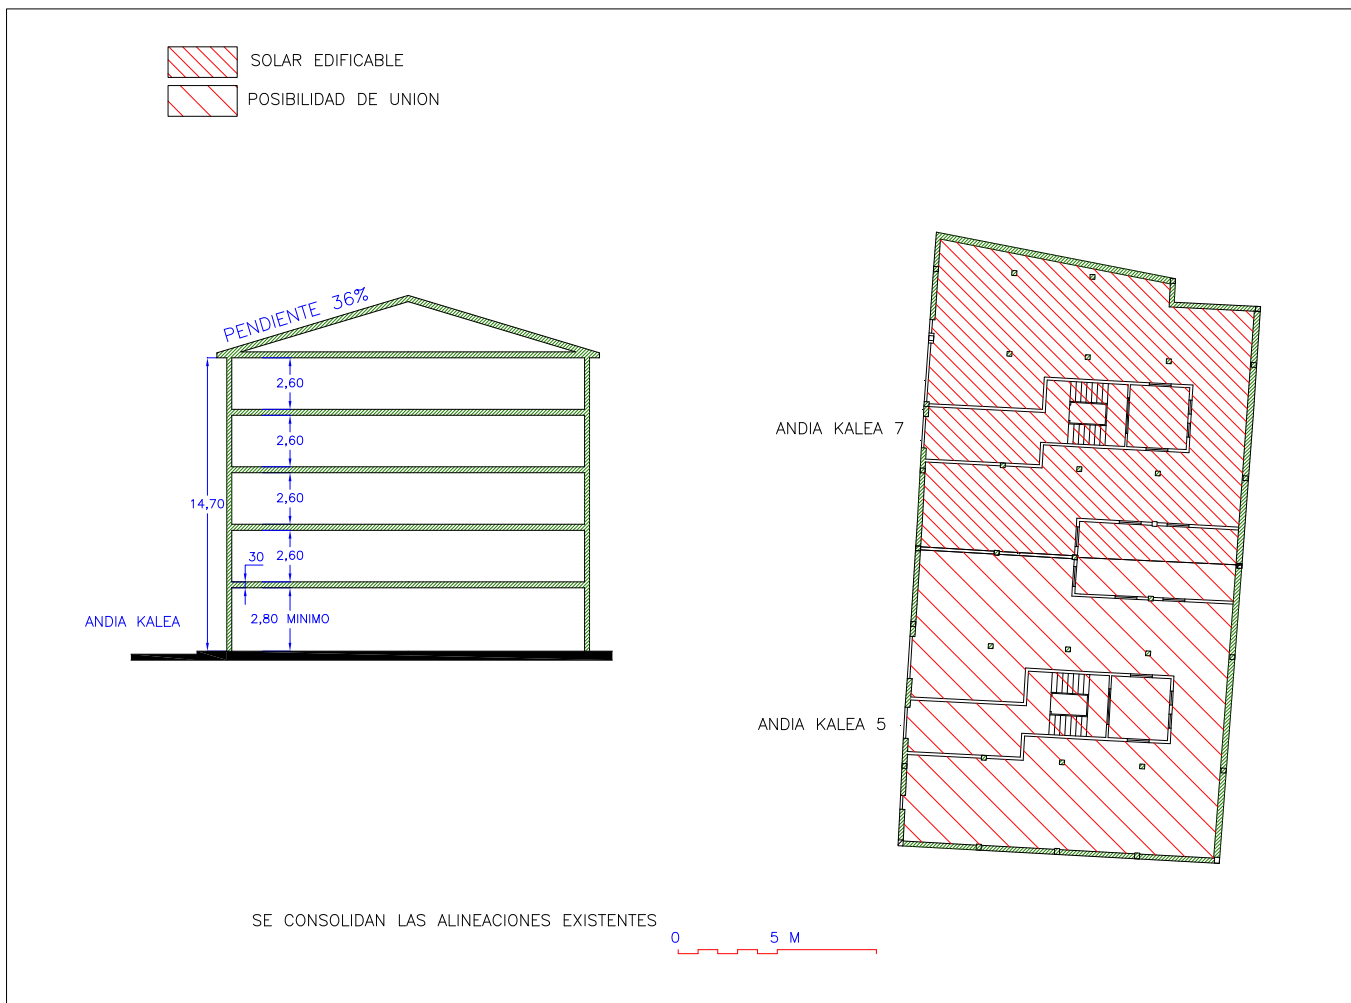 SOLAR EDIFICABLE
POSIBILIDAD DE UNION
PENDIENTE 36%
2,60
2,60
2,60
2,60
14,70
30
2,80 MINIMO
ANDIA KALEA
ANDIA KALEA 7
ANDIA KALEA 5
SE CONSOLIDAN LAS ALINEACIONES EXISTENTES
0 5 M